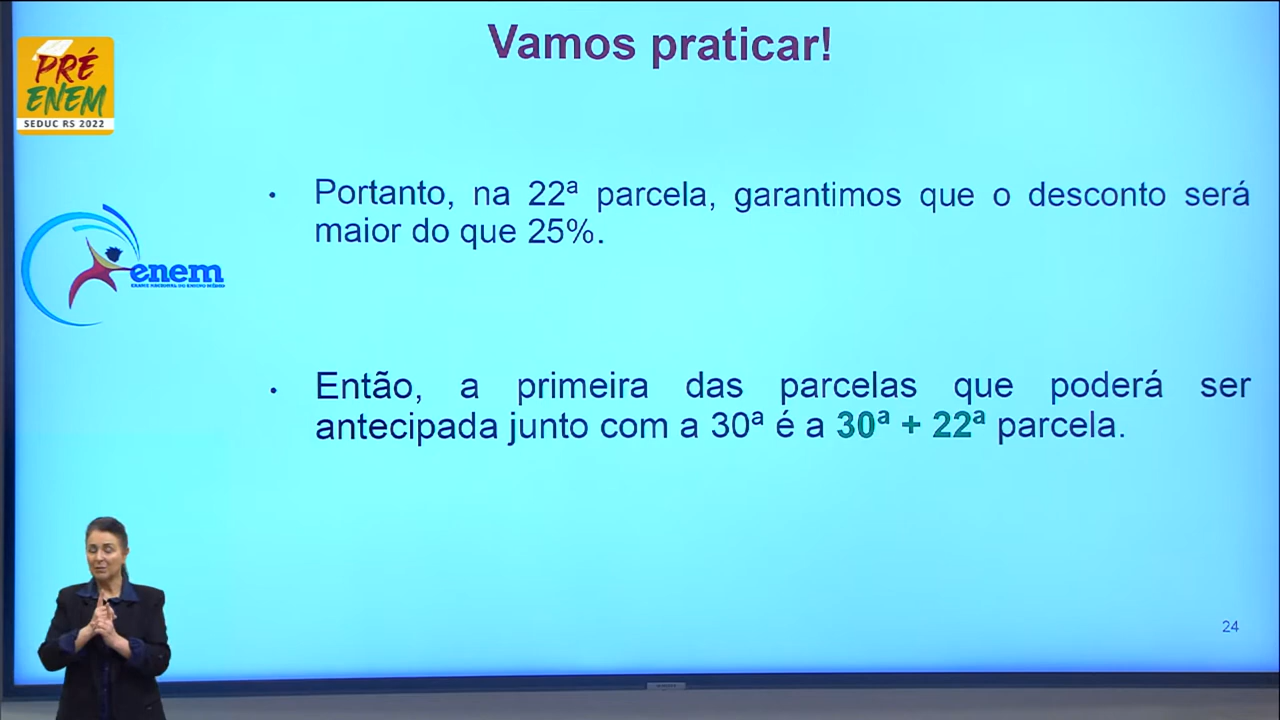 Vamos praticar!
PRÉ
ENEM
SEDUC RS 2022
• Portanto, na 22ª parcela, garantimos que o desconto será
maior do que 25%.
enem
EXAME NACIONAL DO ENSINO MÉDIO
• Então, a primeira das parcelas que poderá ser
antecipada junto com a 30ª é a 30ª + 22ª parcela.
24